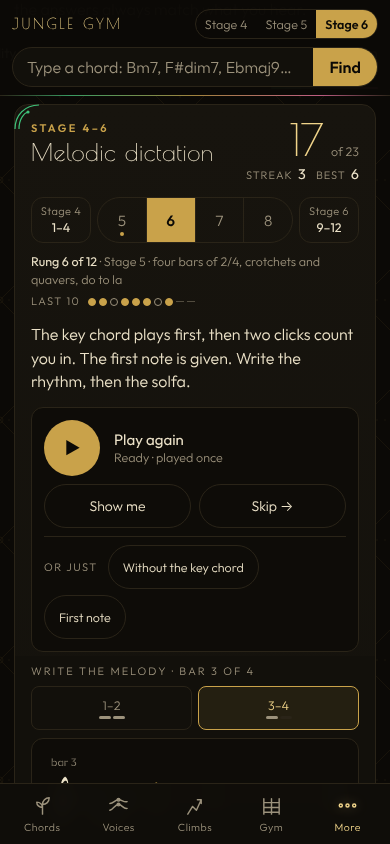 JUNGLE GYM
Stage 4 Stage 5 Stage 6
Type a chord: Bm7, F#dim7, Ebmaj9... Find
STAGE 4–6
Melodic dictation
17 of 23
STREAK 3 BEST 6
Stage 4
1–4
5 6 7 8
Stage 6
9–12
Rung 6 of 12 · Stage 5 · four bars of 2/4, crotchets and
quavers, do to la
LAST 10
The key chord plays first, then two clicks count
you in. The first note is given. Write the
rhythm, then the solfa.
Play again
Ready · played once
Show me Skip →
OR JUST Without the key chord
First note
WRITE THE MELODY · BAR 3 OF 4
1–2 3–4
bar 3
Chords Voices Climbs Gym More